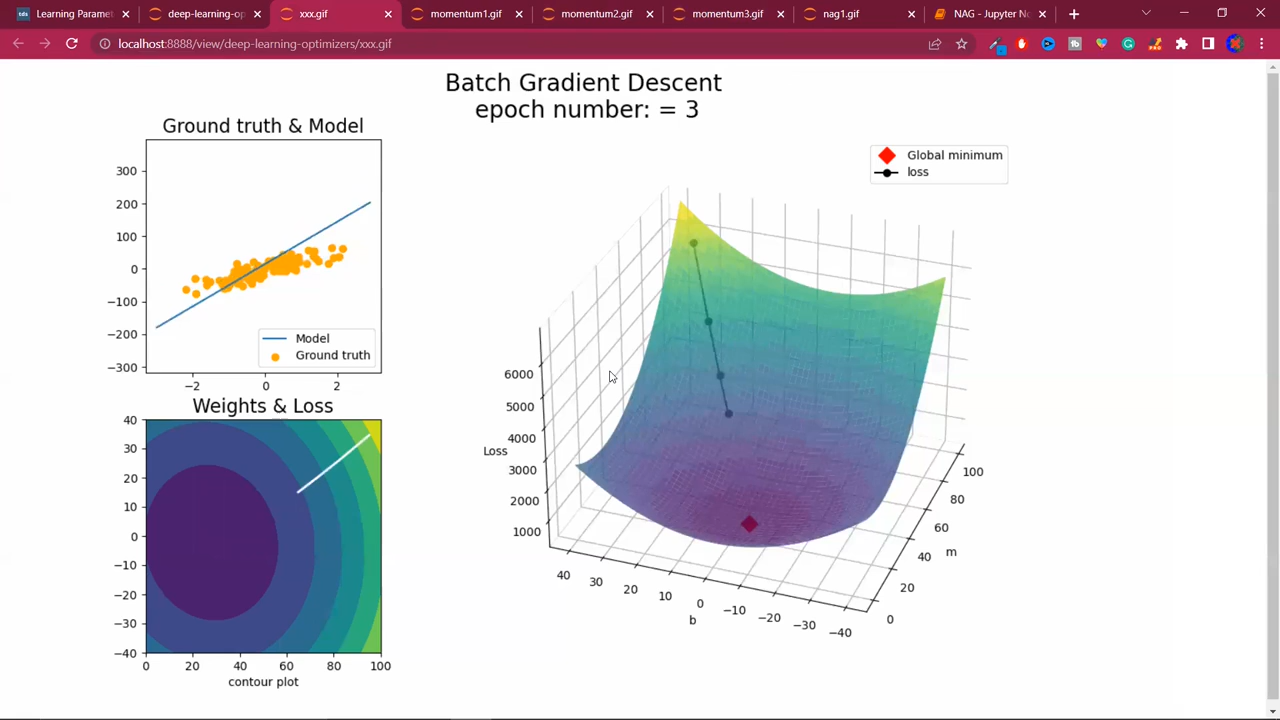 Learning Paramet
deep-learning-op
xxx.gif
momentum1.gif
momentum2.gif
momentum3.gif
nag1.gif
NAG - Jupyter No
localhost:8888/view/deep-learning-optimizers/xxx.gif
Batch Gradient Descent
epoch number: = 3
Ground truth & Model
300
200
100
0
−100
−200
−300
−2
0
2
Model
Ground truth
Weights & Loss
40
30
20
10
0
−10
−20
−30
−40
0
20
40
60
80
100
contour plot
Global minimum
loss
6000
5000
4000
3000
2000
1000
Loss
40
30
20
10
0
−10
−20
−30
−40
b
0
20
40
60
80
100
m